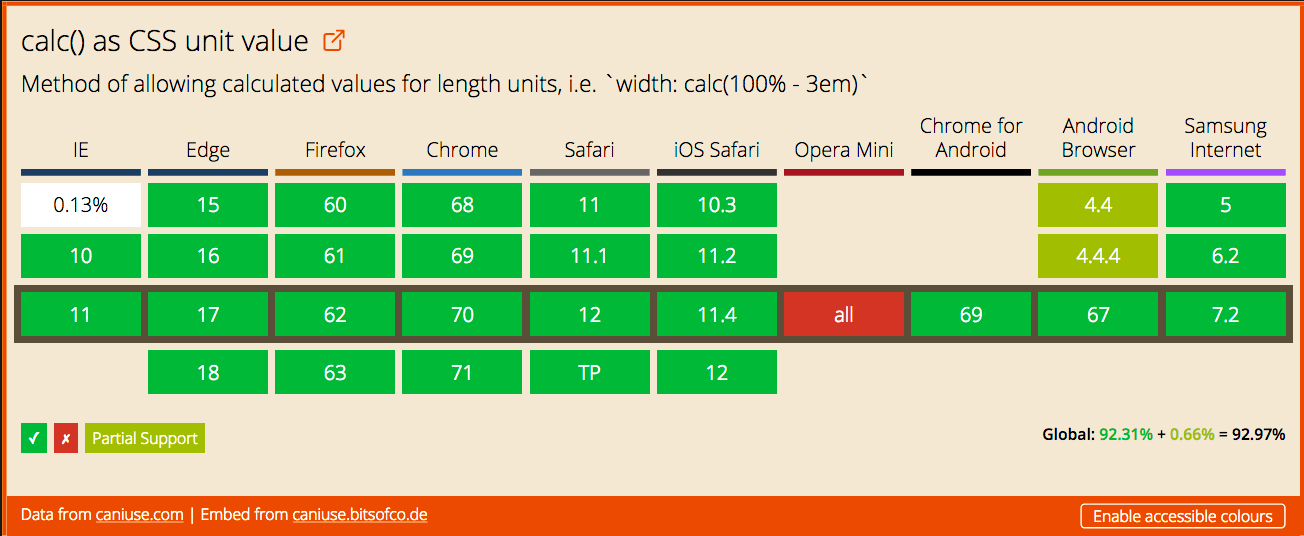 calc() as CSS unit value
Method of allowing calculated values for length units, i.e. `width: calc(100% - 3em)`
IE Edge Firefox Chrome Safari iOS Safari Opera Mini Chrome for Android Android Browser Samsung Internet
0.13% 15 60 68 11 10.3 4.4 5
10 16 61 69 11.1 11.2 4.4.4 6.2
11 17 62 70 12 11.4 all 69 67 7.2
18 63 71 TP 12
✓ ✗ Partial Support Global: 92.31% + 0.66% = 92.97%
Data from caniuse.com | Embed from caniuse.bitsofco.de Enable accessible colours